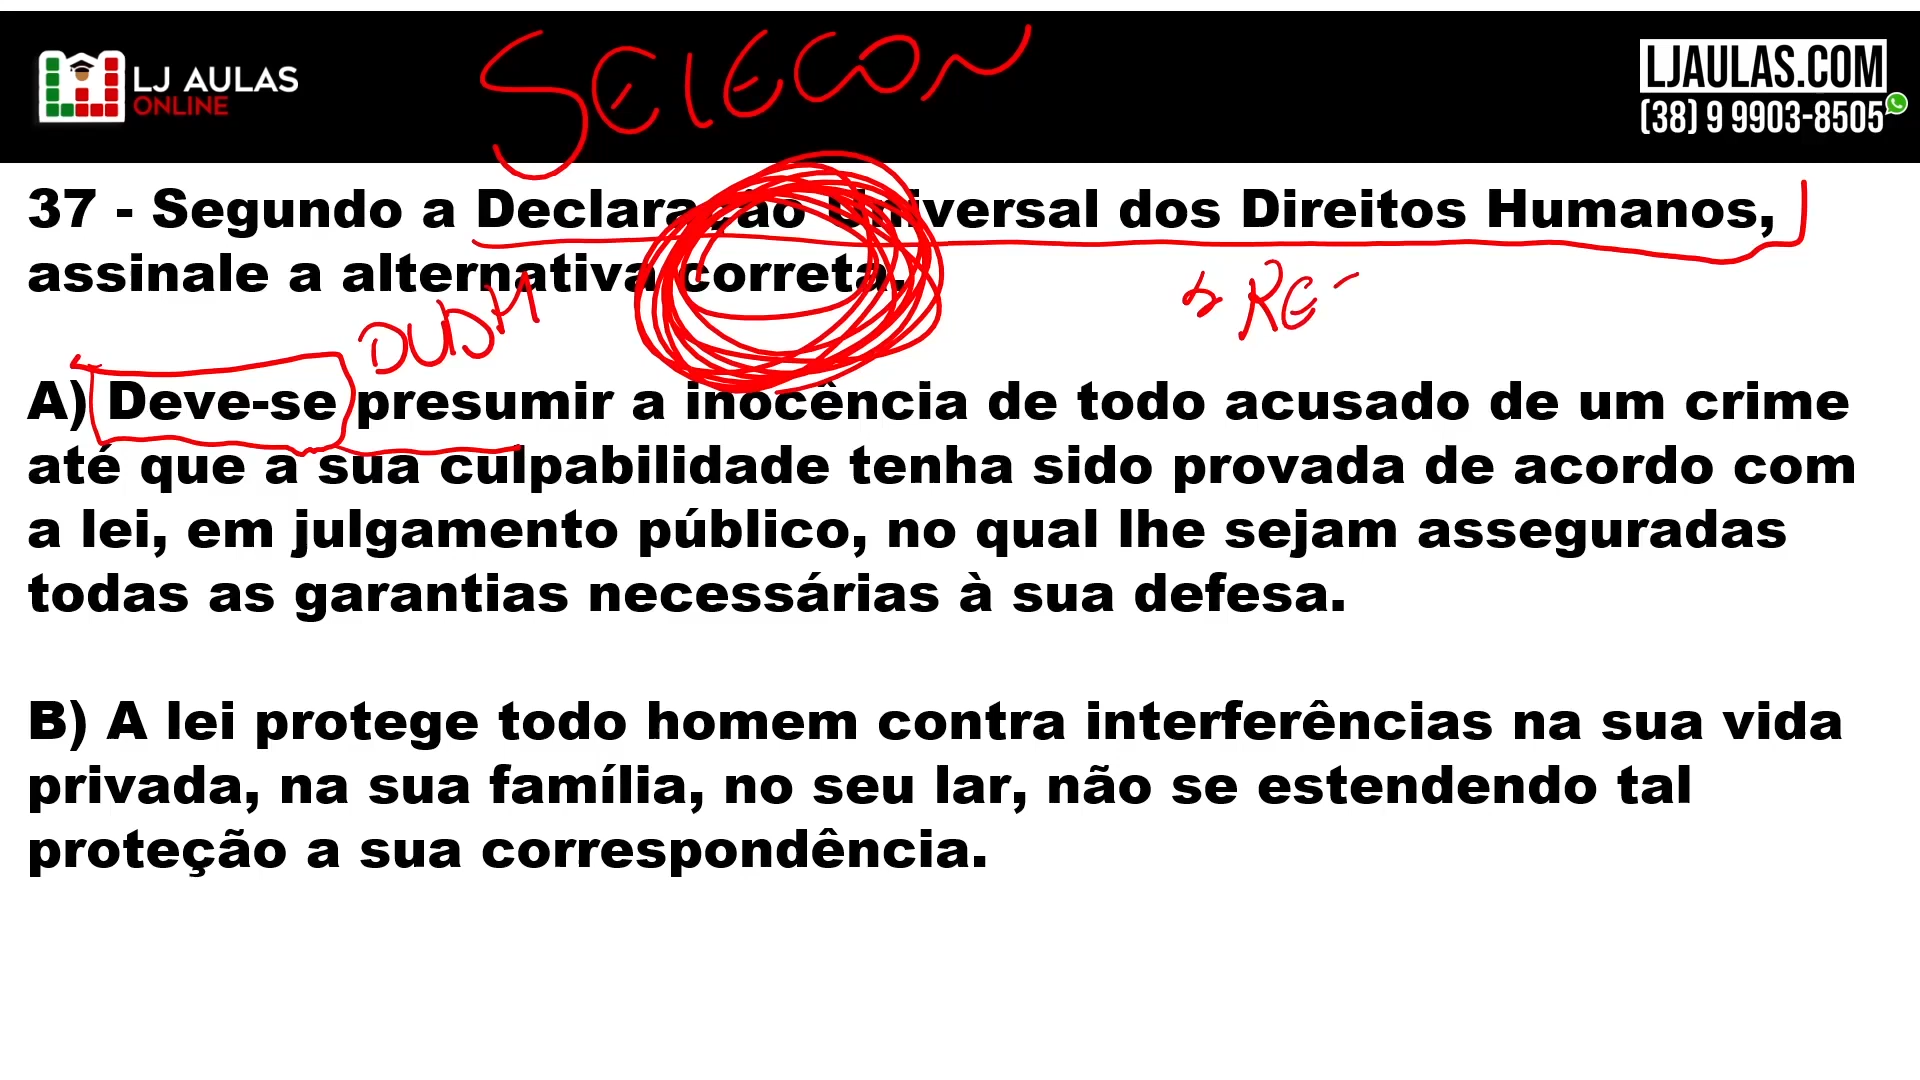 LJ AULAS
ONLINE
SELECON
LJAULAS.COM
(38) 9 9903-8505
37 - Segundo a Declaração Universal dos Direitos Humanos,
assinale a alternativa correta.
DUDH
RE
A) Deve-se presumir a inocência de todo acusado de um crime
até que a sua culpabilidade tenha sido provada de acordo com
a lei, em julgamento público, no qual lhe sejam asseguradas
todas as garantias necessárias à sua defesa.
B) A lei protege todo homem contra interferências na sua vida
privada, na sua família, no seu lar, não se estendendo tal
proteção a sua correspondência.